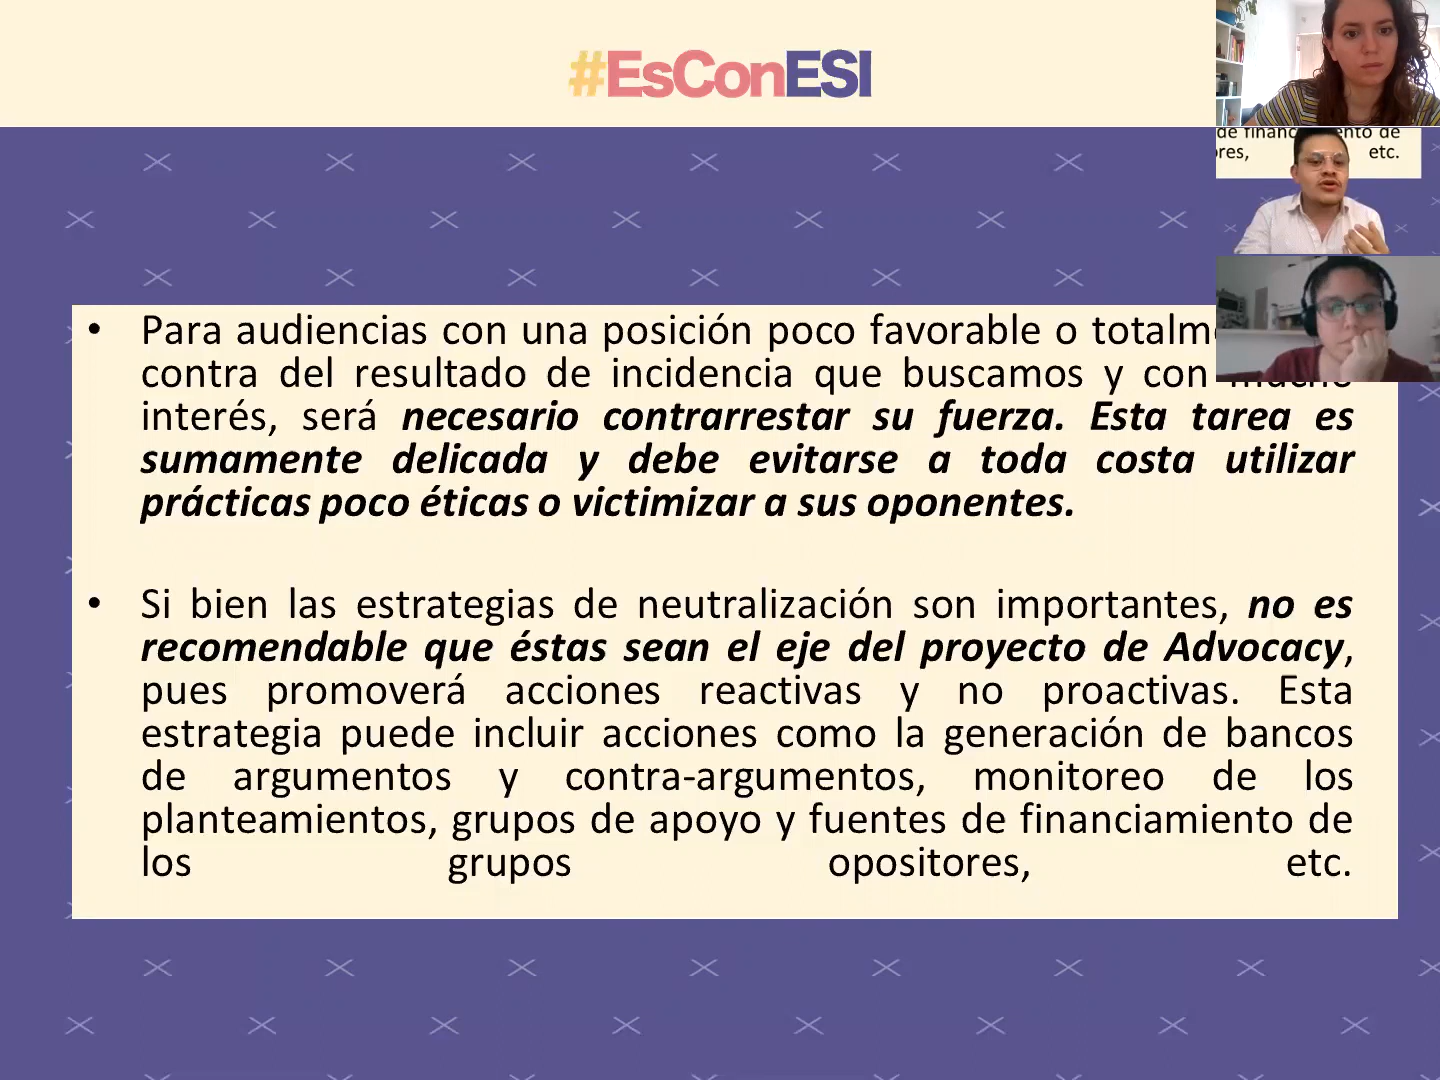 #EsConESI
de financ ento de
etc.
• Para audiencias con una posición poco favorable o
contra del resultado de incidencia que buscamos y con mucho
interés, será necesario contrarrestar su fuerza. Esta tarea es
sumamente delicada y debe evitarse a toda costa utilizar
prácticas poco éticas o victimizar a sus oponentes.
• Si bien las estrategias de neutralización son importantes, no es
recomendable que éstas sean el eje del proyecto de Advocacy,
pues promoverá acciones reactivas y no proactivas. Esta
estrategia puede incluir acciones como la generación de bancos
de argumentos y contra-argumentos, monitoreo de los
planteamientos, grupos de apoyo y fuentes de financiamiento de
los grupos opositores, etc.